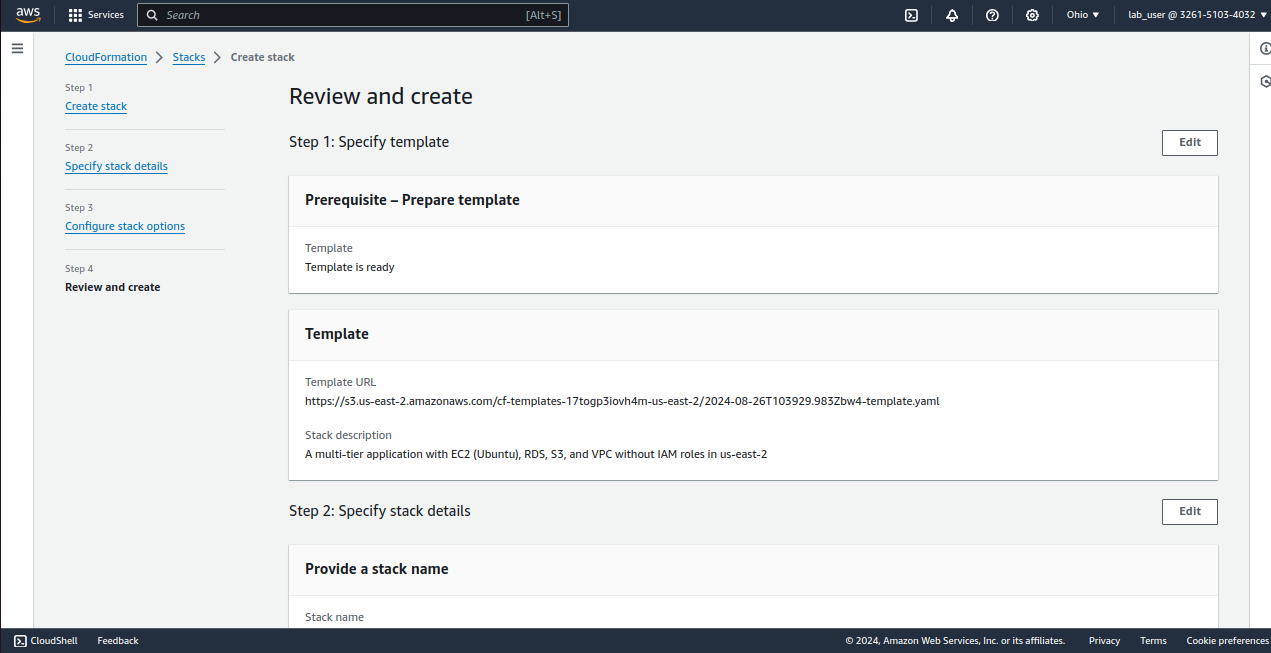 aws
Services
Search [Alt+S]
Ohio
lab_user @ 3261-5103-4032
CloudFormation
Stacks
Create stack
Step 1
Create stack
Step 2
Specify stack details
Step 3
Configure stack options
Step 4
Review and create
Review and create
Step 1: Specify template
Edit
Prerequisite – Prepare template
Template
Template is ready
Template
Template URL
https://s3.us-east-2.amazonaws.com/cf-templates-17togp3iovh4m-us-east-2/2024-08-26T103929.983Zbw4-template.yaml
Stack description
A multi-tier application with EC2 (Ubuntu), RDS, S3, and VPC without IAM roles in us-east-2
Step 2: Specify stack details
Edit
Provide a stack name
Stack name
CloudShell
Feedback
© 2024, Amazon Web Services, Inc. or its affiliates.
Privacy
Terms
Cookie preferences